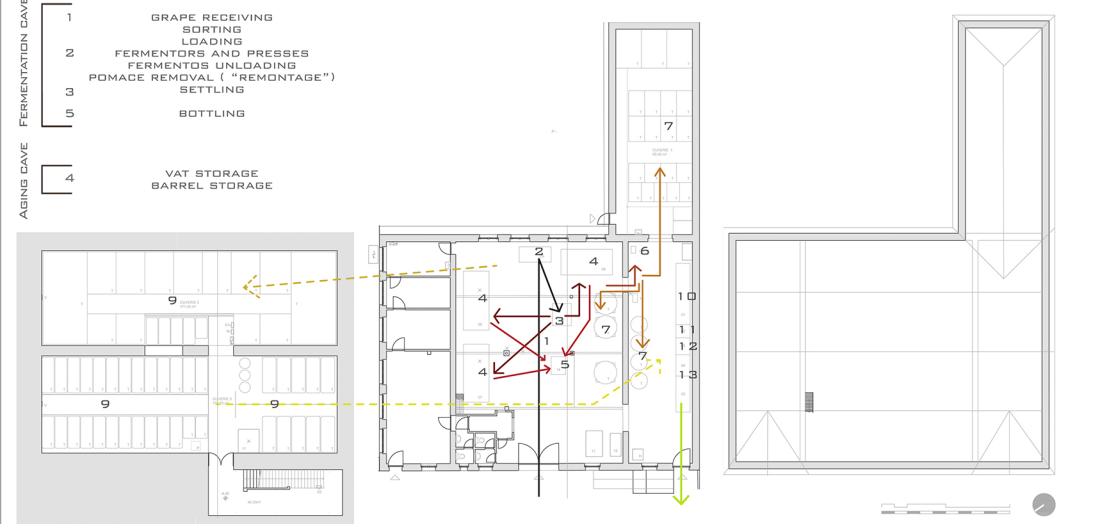 FERMENTATION CAVE
1 GRAPE RECEIVING
SORTING
LOADING
2 FERMENTORS AND PRESSES
FERMENTOS UNLOADING
POMACE REMOVAL ( "REMONTAGE")
3 SETTLING
5 BOTTLING
AGING CAVE
4 VAT STORAGE
BARREL STORAGE
9
9
9
2
4
6
7
4
3
1
7
10
11
12
13
7
4
5